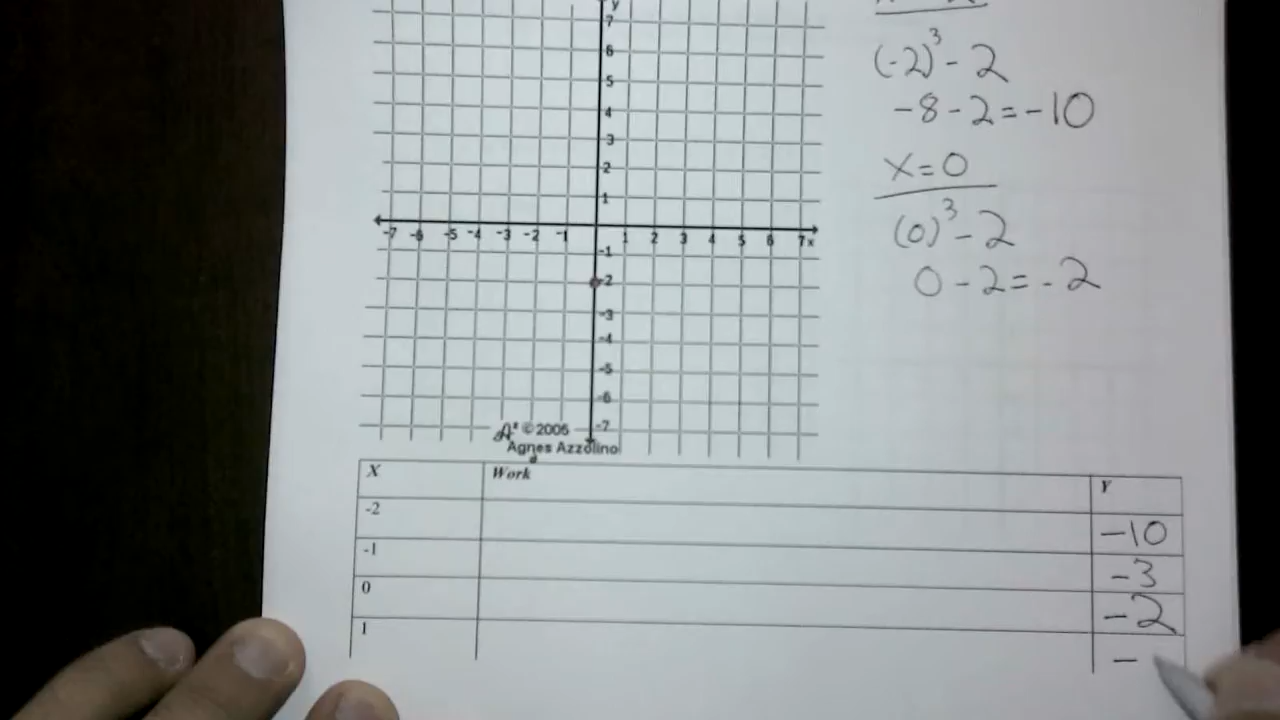 y
7
6
5
4
3
2
1
-7 -6 -5 -4 -3 -2 -1 1 2 3 4 5 6 7x
-1
-2
-3
-4
-5
-6
-7
©2005
Agnes Azzolino
(-2)³ - 2
-8 - 2 = -10
x = 0
(0)³ - 2
0 - 2 = -2
X Work Y
-2 -10
-1 -3
0 -2
1 -